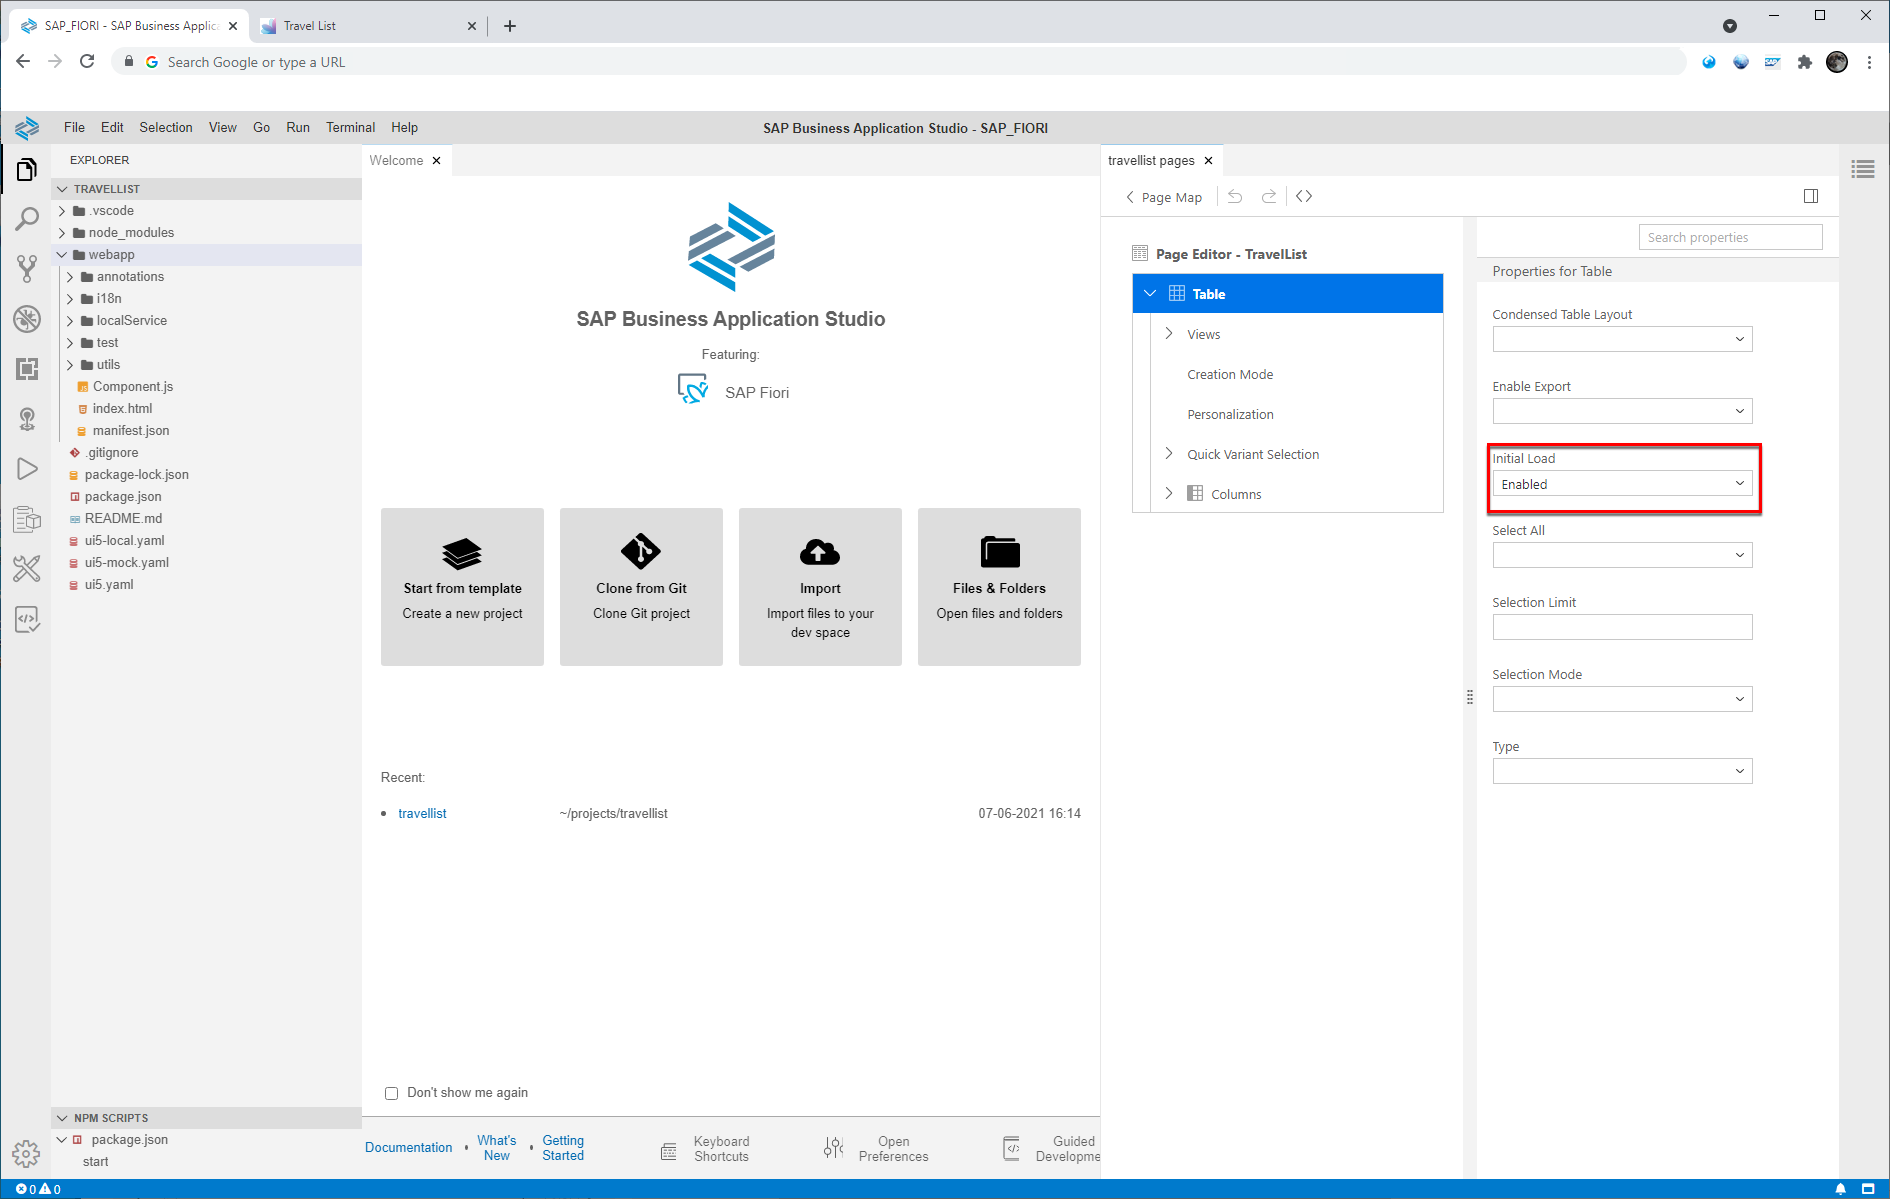 SAP_FIORI - SAP Business Applic
Travel List
Search Google or type a URL
File Edit Selection View Go Run Terminal Help
SAP Business Application Studio - SAP_FIORI
EXPLORER
TRAVELLIST
.vscode
node_modules
webapp
annotations
i18n
localService
test
utils
Component.js
index.html
manifest.json
.gitignore
package-lock.json
package.json
README.md
ui5-local.yaml
ui5-mock.yaml
ui5.yaml
NPM SCRIPTS
package.json
start
Welcome
SAP Business Application Studio
Featuring:
SAP Fiori
Start from template
Create a new project
Clone from Git
Clone Git project
Import
Import files to your
dev space
Files & Folders
Open files and folders
Recent:
travellist ~/projects/travellist 07-06-2021 16:14
Don't show me again
Documentation
What's
New
Getting
Started
Keyboard
Shortcuts
Open
Preferences
Guided
Developme
travellist pages
Page Map
Page Editor - TravelList
Table
Views
Creation Mode
Personalization
Quick Variant Selection
Columns
Search properties
Properties for Table
Condensed Table Layout
Enable Export
Initial Load
Enabled
Select All
Selection Limit
Selection Mode
Type
0 0